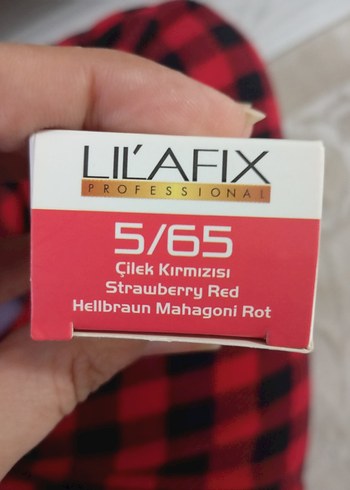 LIL'AFIX
PROFESSIONAL
5/65
Çilek Kırmızısı
Strawberry Red
Hellbraun Mahagoni Rot